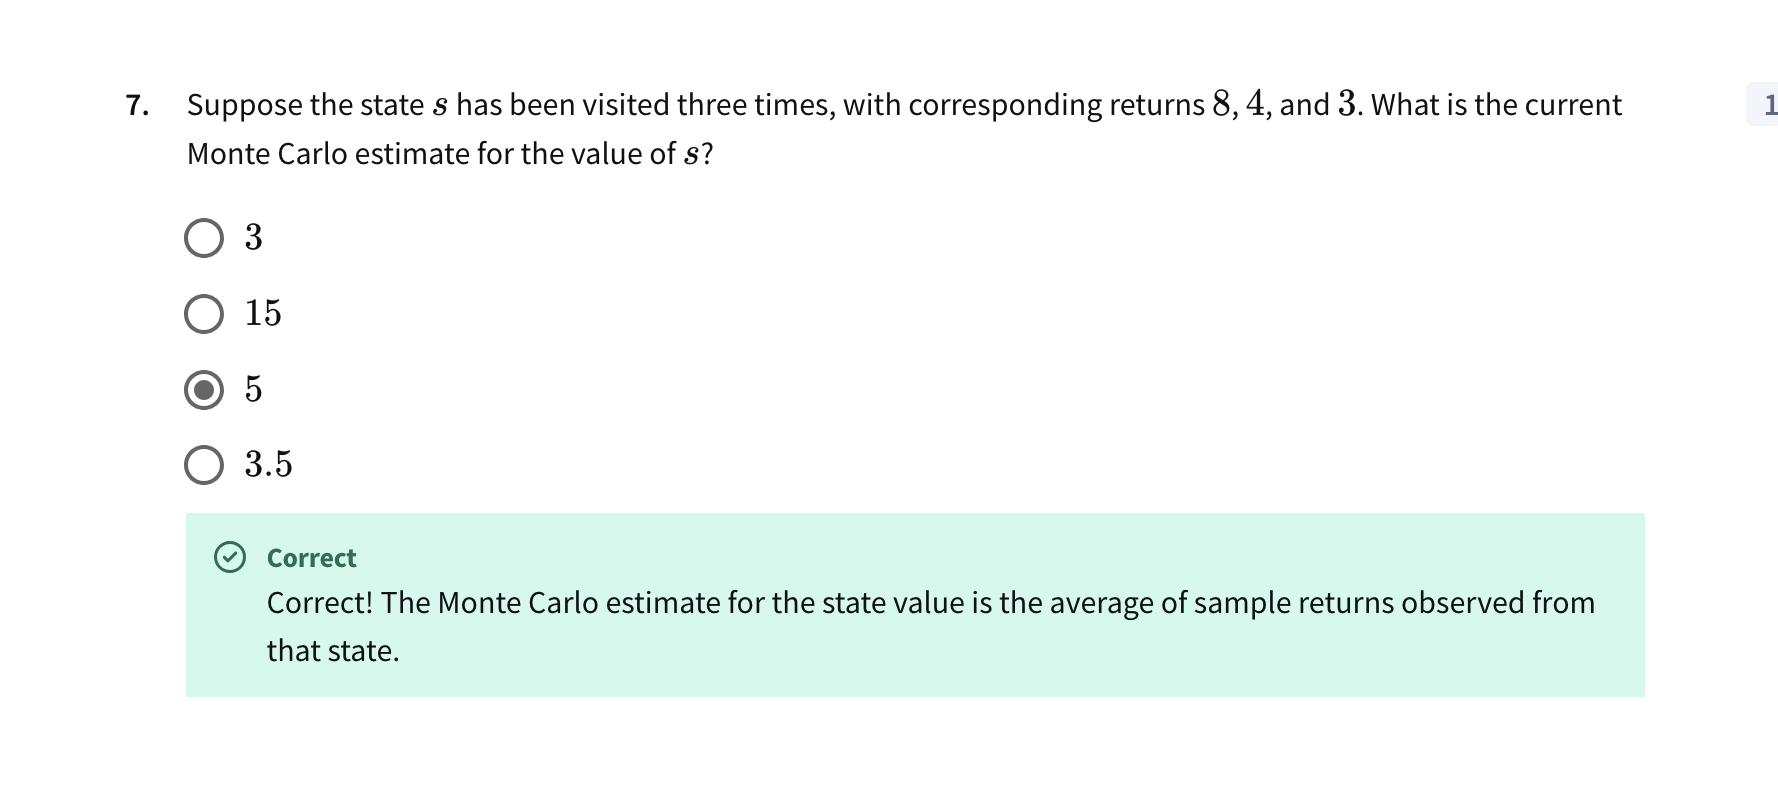 7. Suppose the state s has been visited three times, with corresponding returns 8, 4, and 3. What is the current
1
Monte Carlo estimate for the value of s?
3
15
5
3.5
Correct
Correct! The Monte Carlo estimate for the state value is the average of sample returns observed from
that state.